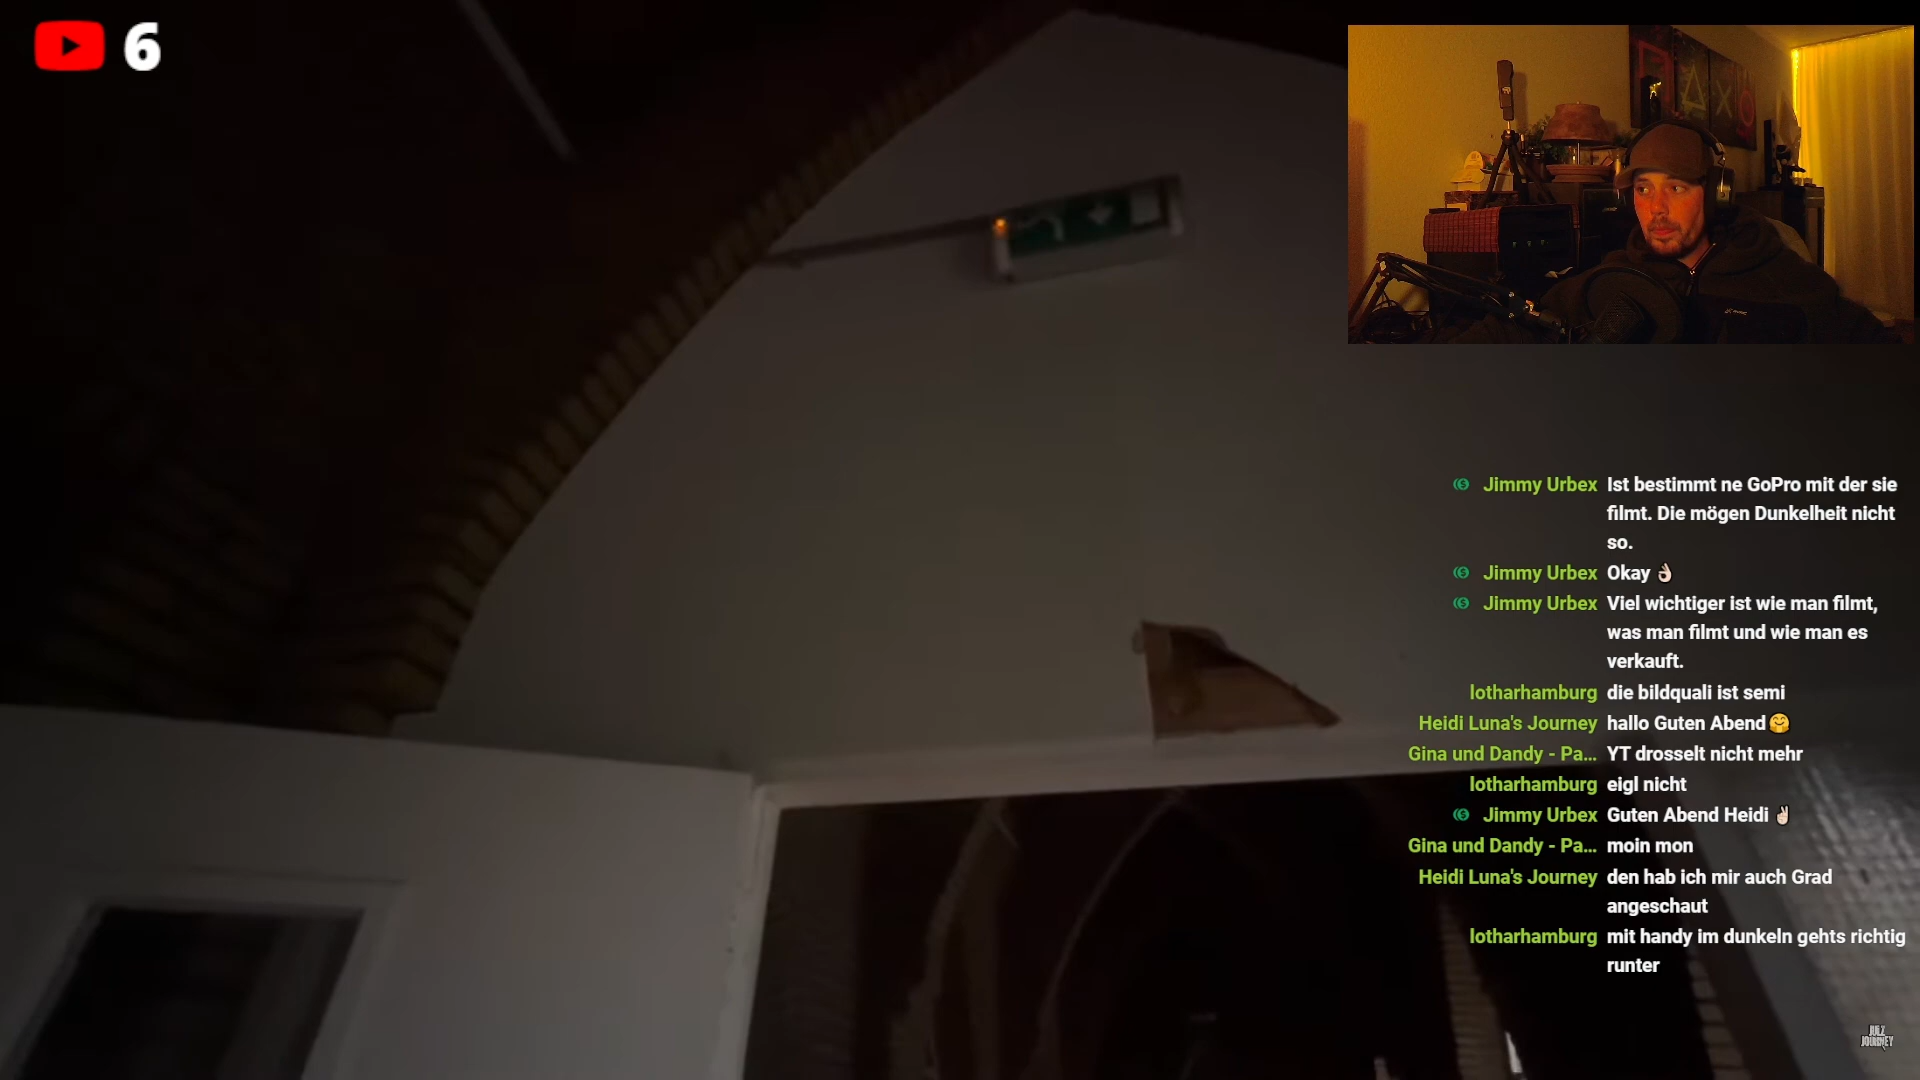 6
Jimmy Urbex Ist bestimmt ne GoPro mit der sie
filmt. Die mögen Dunkelheit nicht
so.
Jimmy Urbex Okay 👌🏻
Jimmy Urbex Viel wichtiger ist wie man filmt,
was man filmt und wie man es
verkauft.
lotharhamburg die bildquali ist semi
Heidi Luna's Journey hallo Guten Abend🤗
Gina und Dandy - Pa... YT drosselt nicht mehr
lotharhamburg eigl nicht
Jimmy Urbex Guten Abend Heidi ✌🏻
Gina und Dandy - Pa... moin mon
Heidi Luna's Journey den hab ich mir auch Grad
angeschaut
lotharhamburg mit handy im dunkeln gehts richtig
runter
JULZ
JOURNEY